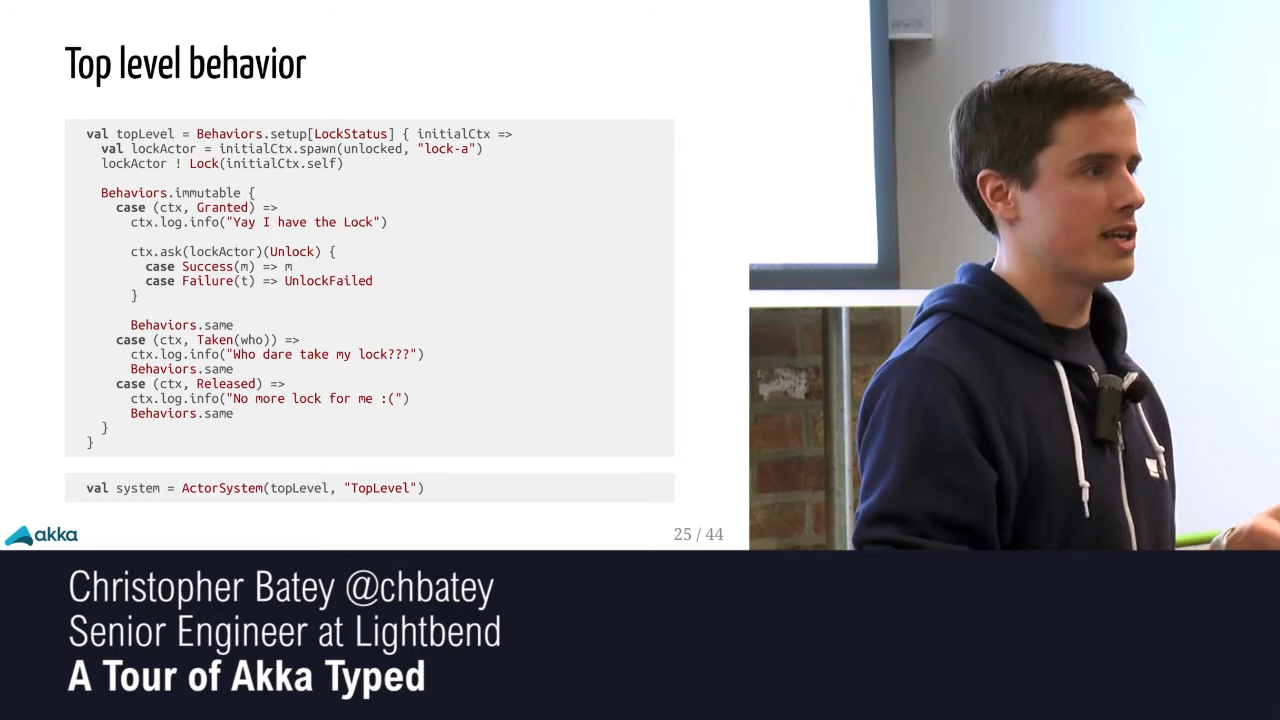 Top level behavior
val topLevel = Behaviors.setup[LockStatus] { initialCtx =>
  val lockActor = initialCtx.spawn(unlocked, "lock-a")
  lockActor ! Lock(initialCtx.self)

  Behaviors.immutable {
    case (ctx, Granted) =>
      ctx.log.info("Yay I have the Lock")

      ctx.ask(lockActor)(Unlock) {
        case Success(m) => m
        case Failure(t) => UnlockFailed
      }

      Behaviors.same
    case (ctx, Taken(who)) =>
      ctx.log.info("Who dare take my lock???")
      Behaviors.same
    case (ctx, Released) =>
      ctx.log.info("No more lock for me :(")
      Behaviors.same
  }
}
val system = ActorSystem(topLevel, "TopLevel")
akka
25 / 44
Christopher Batey @chbatey
Senior Engineer at Lightbend
A Tour of Akka Typed